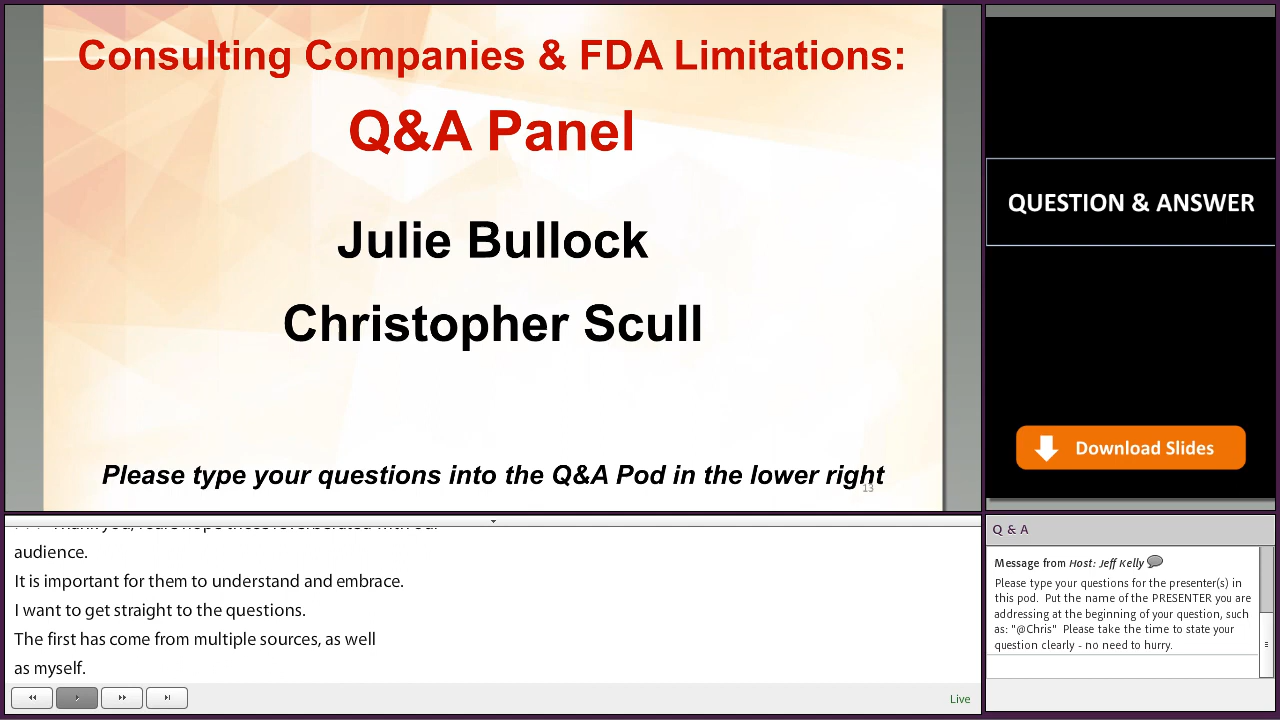 Consulting Companies & FDA Limitations:
Q&A Panel
Julie Bullock
Christopher Scull
Please type your questions into the Q&A Pod in the lower right
13
QUESTION & ANSWER
Download Slides
audience.
It is important for them to understand and embrace.
I want to get straight to the questions.
The first has come from multiple sources, as well
as myself.
Live
Q & A
Message from Host: Jeff Kelly
Please type your questions for the presenter(s) in
this pod. Put the name of the PRESENTER you are
addressing at the beginning of your question, such
as: "@Chris" Please take the time to state your
question clearly - no need to hurry.